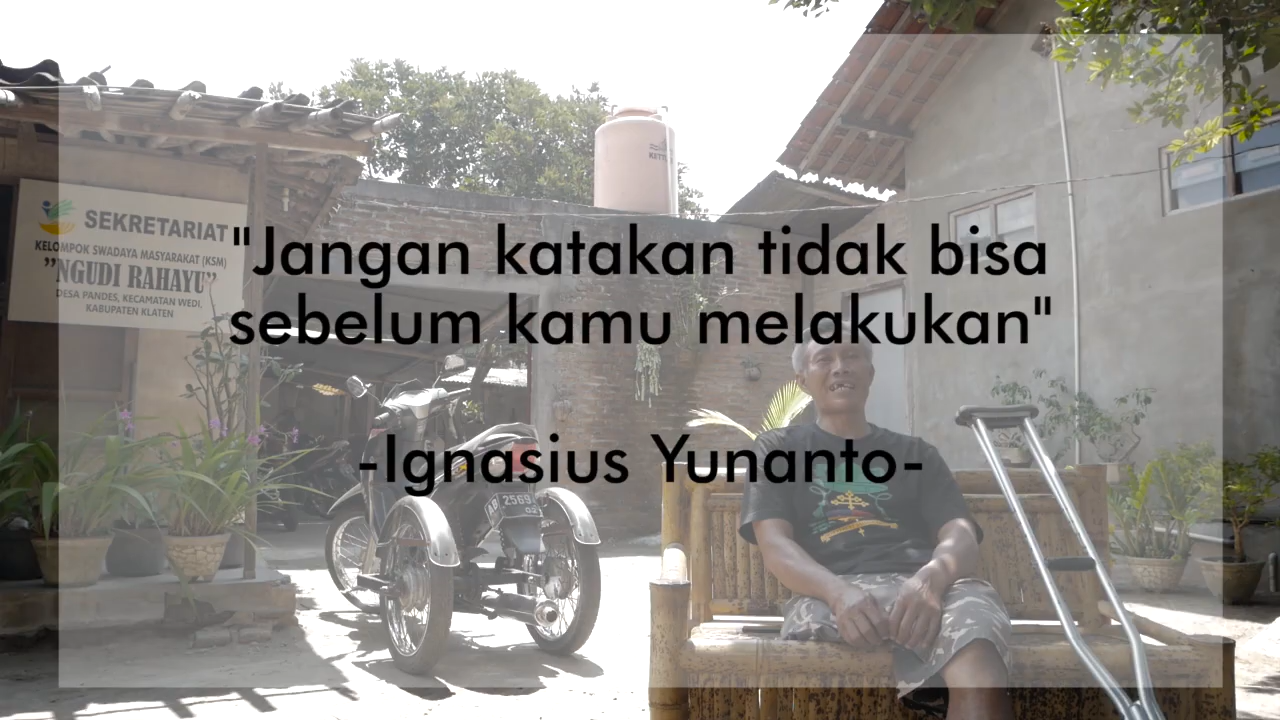 SEKRETARIAT
KELOMPOK SWADAYA MASYARAKAT (KSM)
"NGUDI RAHAYU"
DESA PANDES, KECAMATAN WEDI,
KABUPATEN KLATEN
"Jangan katakan tidak bisa
sebelum kamu melakukan"
-Ignasius Yunanto-
AB 2569